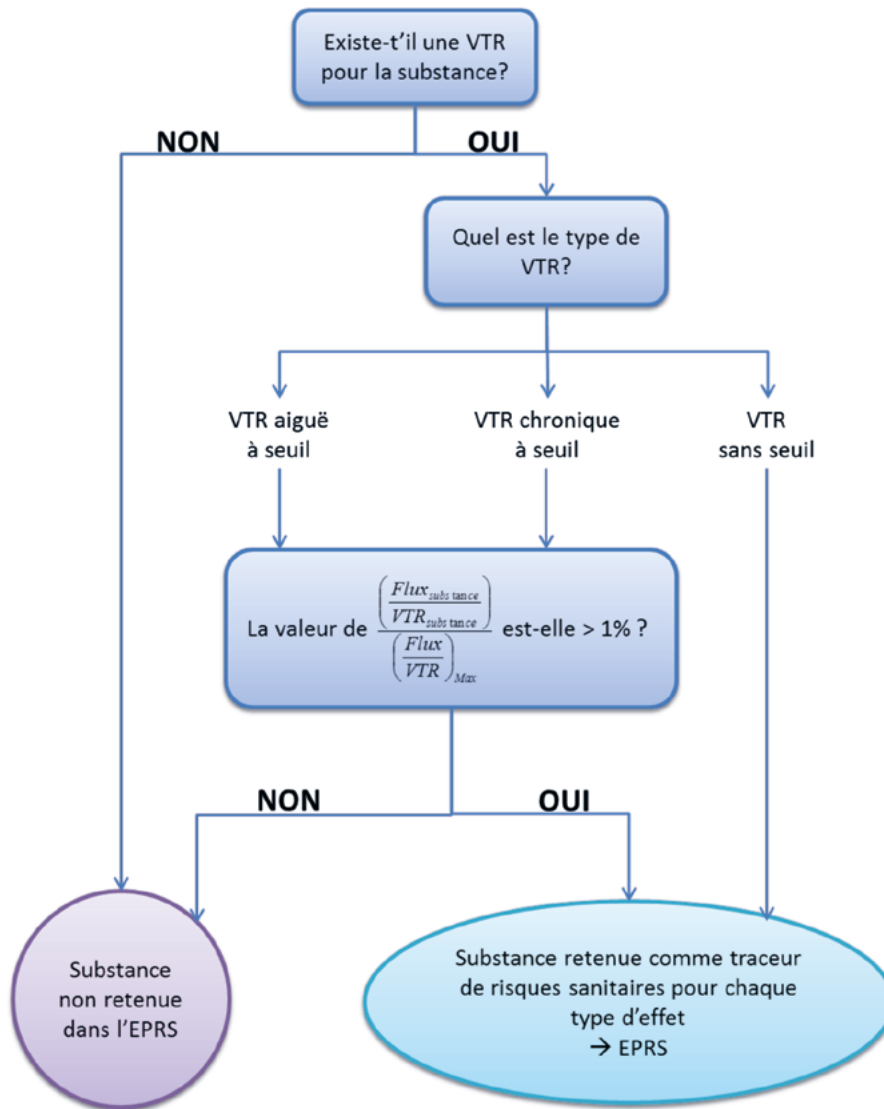 Existe-t'il une VTR
pour la substance?
NON
OUI
Quel est le type de
VTR?
VTR aiguë
à seuil
VTR chronique
à seuil
VTR
sans seuil
La valeur de (Flux substance / VTR substance) / (Flux / VTR) Max est-elle > 1% ?
NON
OUI
Substance
non retenue
dans l'EPRS
Substance retenue comme traceur
de risques sanitaires pour chaque
type d'effet
→ EPRS